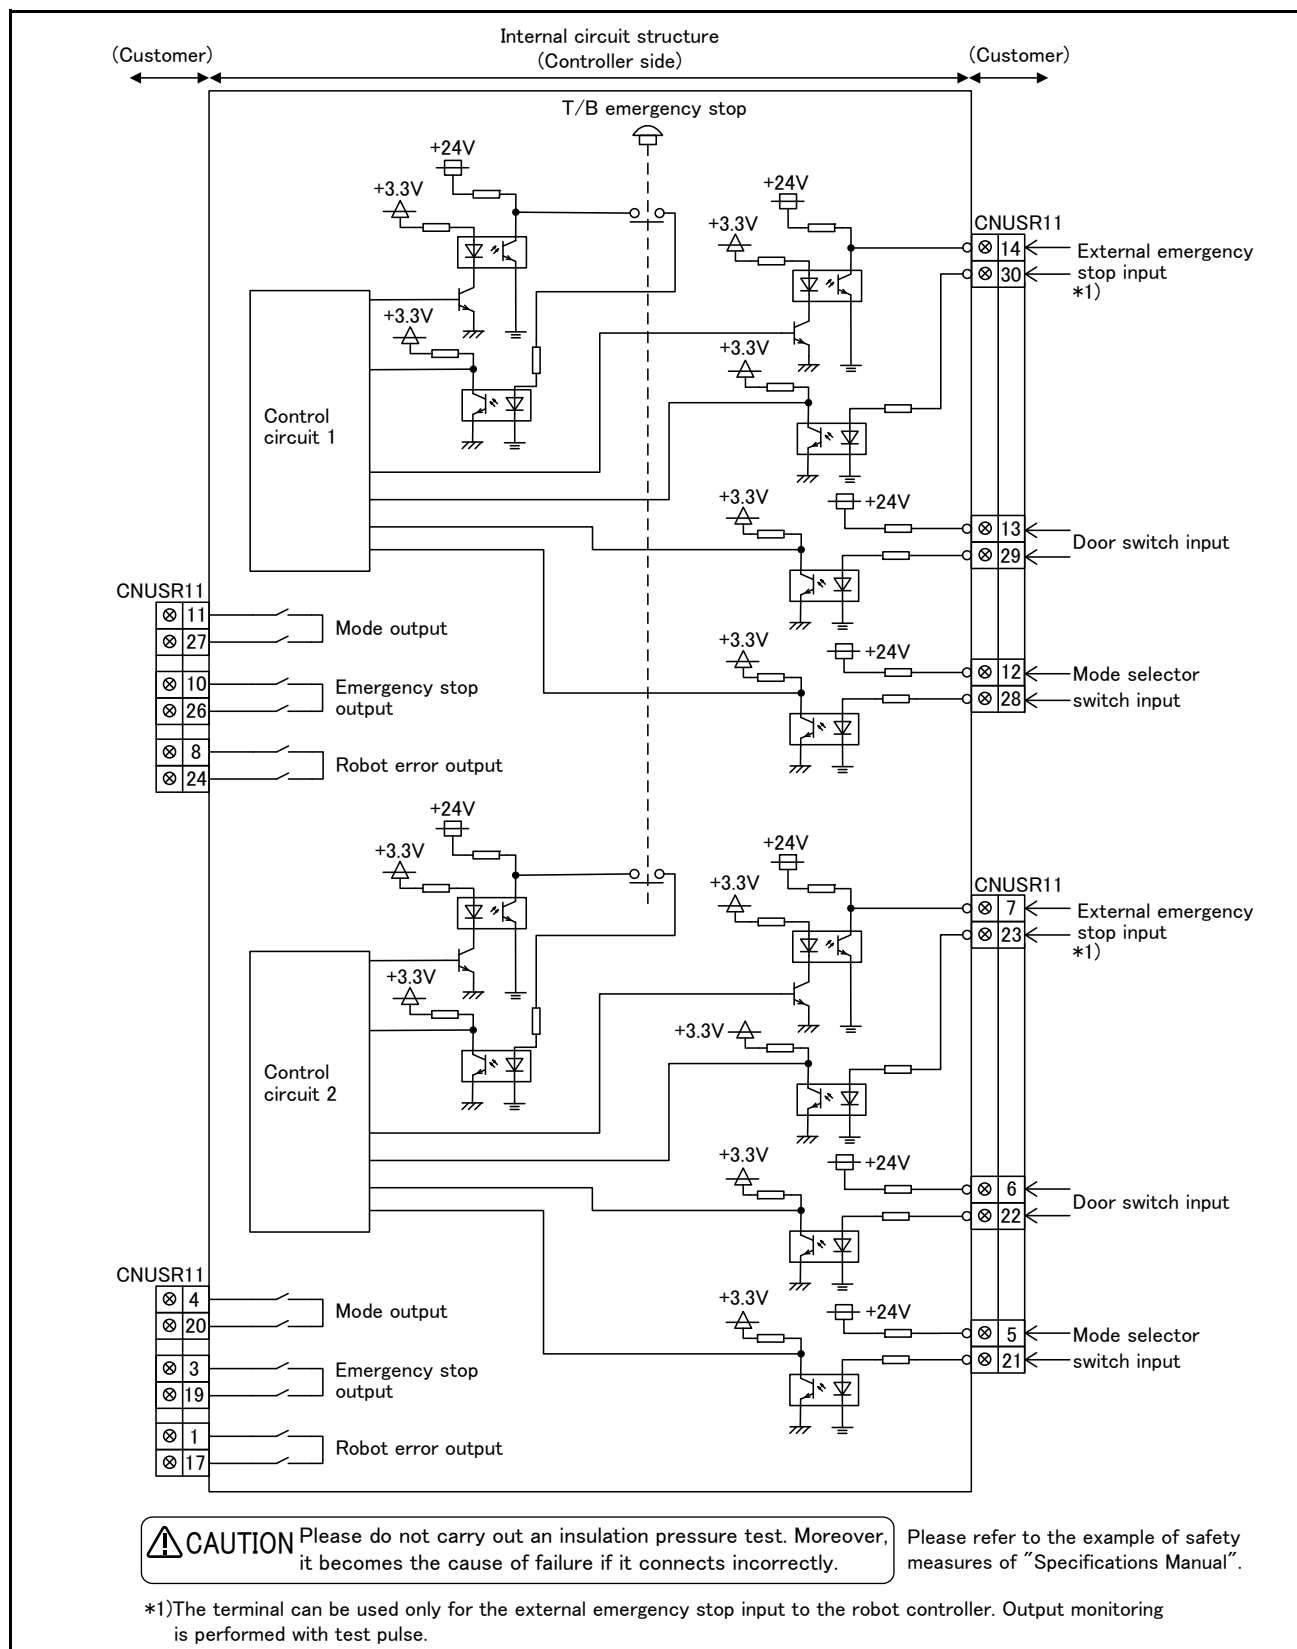 Internal circuit structure
(Customer) (Controller side) (Customer)
T/B emergency stop
+24V
+3.3V
+3.3V
Control
circuit 1
+24V
+3.3V
+3.3V
CNUSR11
14 External emergency
30 stop input
*1)
+3.3V
+24V
13
29
Door switch input
+3.3V
+24V
12 Mode selector
28 switch input
CNUSR11
11
27
Mode output
10 Emergency stop
26 output
8
24
Robot error output
+24V
+3.3V
+3.3V
Control
circuit 2
+24V
+3.3V
+3.3V
CNUSR11
7 External emergency
23 stop input
*1)
+3.3V
+24V
6
22
Door switch input
+3.3V
+24V
5 Mode selector
21 switch input
CNUSR11
4
20
Mode output
3 Emergency stop
19 output
1
17
Robot error output
CAUTION Please do not carry out an insulation pressure test. Moreover,
it becomes the cause of failure if it connects incorrectly.
Please refer to the example of safety
measures of "Specifications Manual".
*1)The terminal can be used only for the external emergency stop input to the robot controller. Output monitoring
is performed with test pulse.